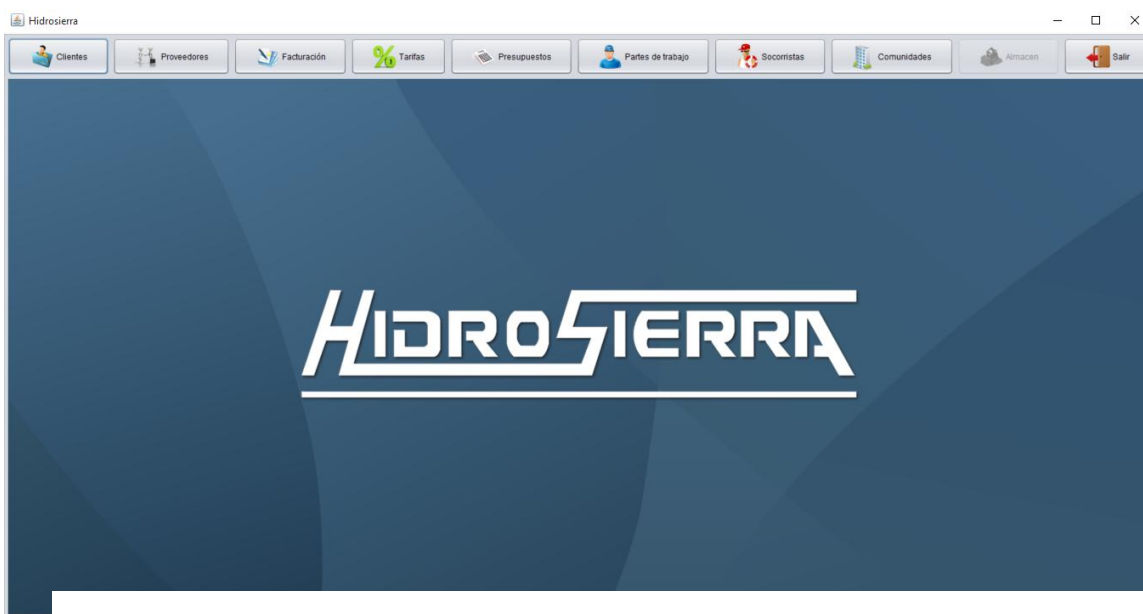 Hidrosierra
Clientes Proveedores Facturación Tarifas Presupuestos Partes de trabajo Socorristas Comunidades Almacen Salir
HIDROSIERRA